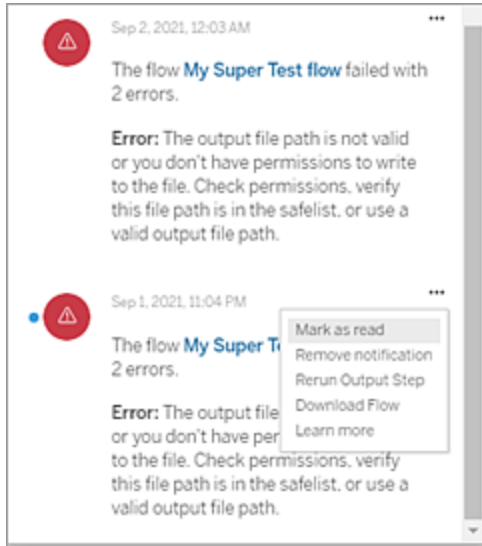 Sep 2, 2021, 12:03 AM
The flow My Super Test flow failed with
2 errors.
Error: The output file path is not valid
or you don't have permissions to write
to the file. Check permissions, verify
this file path is in the safelist, or use a
valid output file path.
Sep 1, 2021, 11:04 PM
The flow My Super
2 errors.
Error: The output file
or you don't have
to the file. Check permissions, verify
this file path is in the safelist, or use a
valid output file path.
Mark as read
Remove notification
Rerun Output Step
Download Flow
Learn more